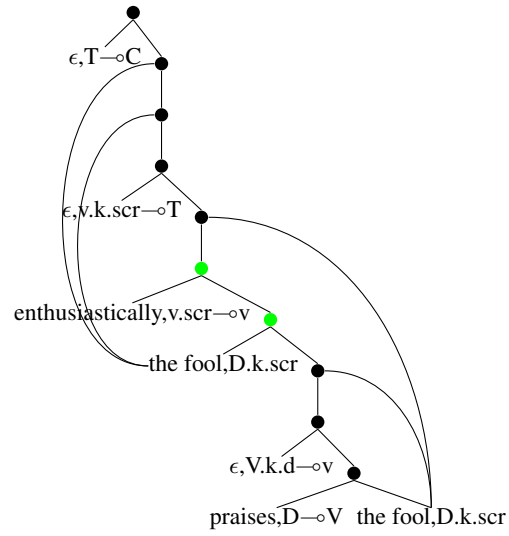 ϵ,T⊸C
ϵ,v.k.scr⊸T
enthusiastically,v.scr⊸v
the fool,D.k.scr
ϵ,V.k.d⊸v
praises,D⊸V the fool,D.k.scr